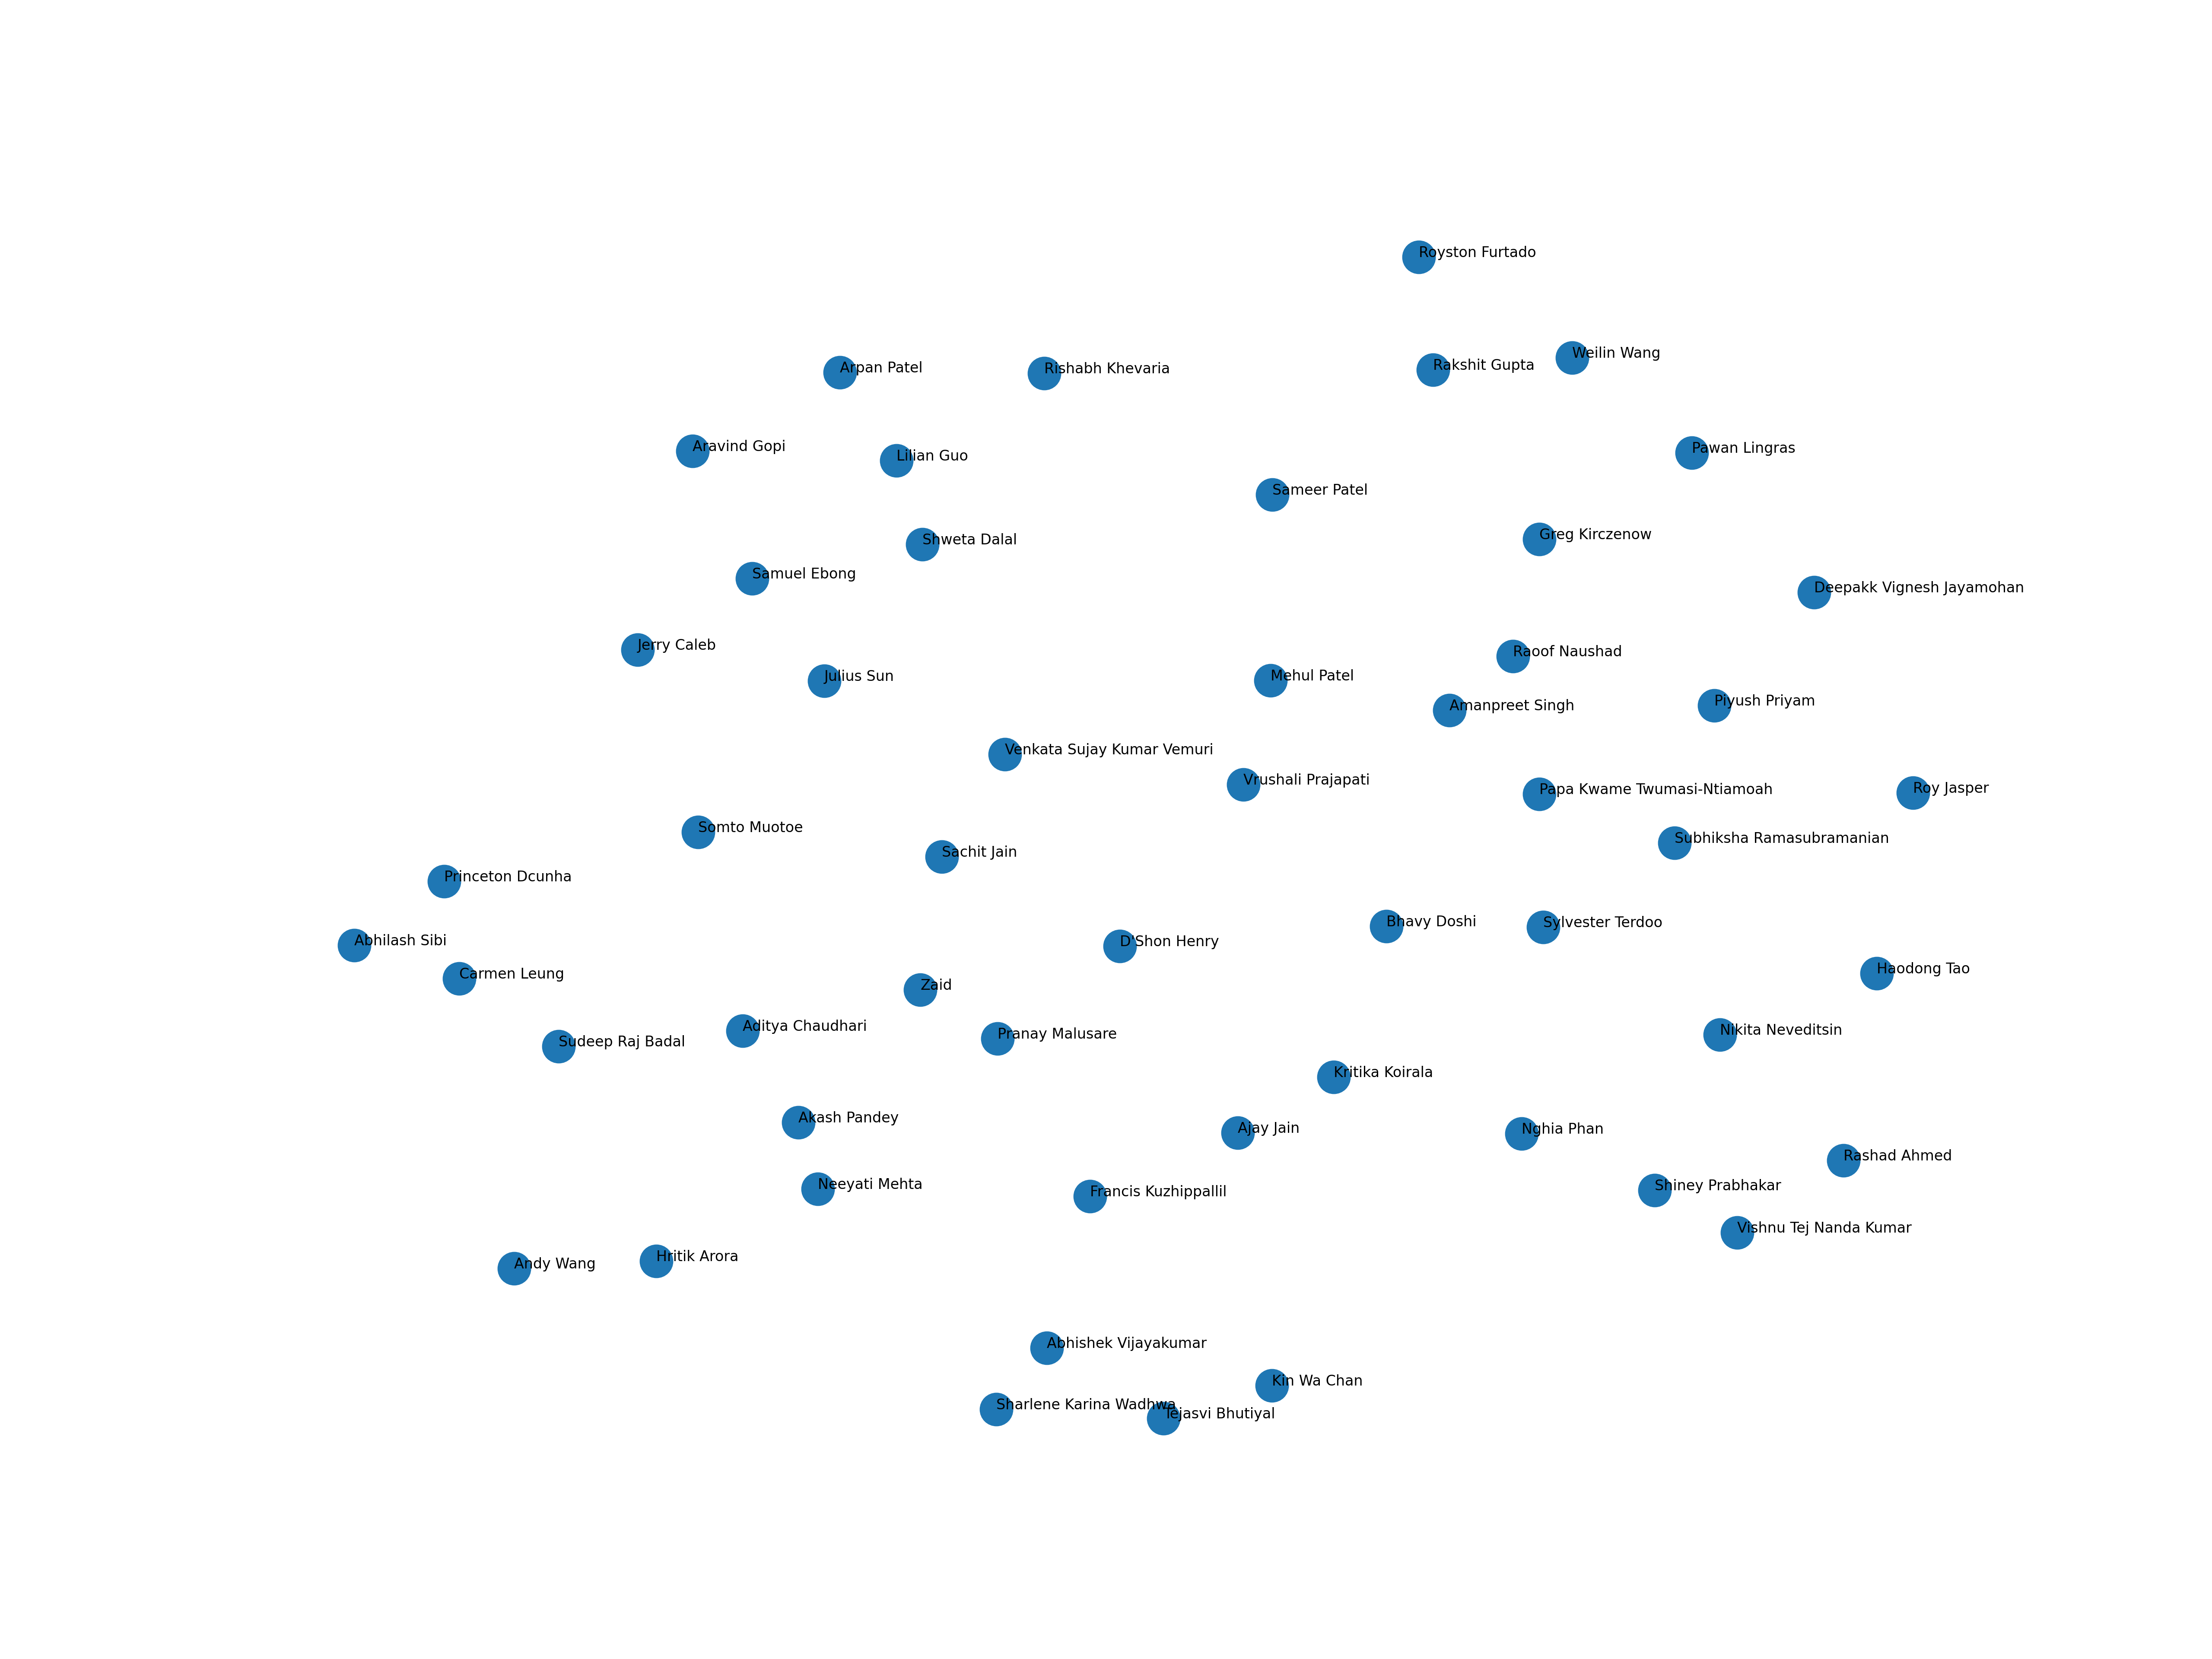 Royston Furtado
Weilin Wang
Rakshit Gupta
Arpan Patel
Rishabh Khevaria
Aravind Gopi
Pawan Lingras
Lilian Guo
Sameer Patel
Greg Kirczenow
Shweta Dalal
Samuel Ebong
Deepakk Vignesh Jayamohan
Jerry Caleb
Raoof Naushad
Mehul Patel
Julius Sun
Piyush Priyam
Amanpreet Singh
Venkata Sujay Kumar Vemuri
Vrushali Prajapati
Roy Jasper
Papa Kwame Twumasi-Ntiamoah
Somto Muotoe
Subhiksha Ramasubramanian
Sachit Jain
Princeton Dcunha
Bhavy Doshi
Sylvester Terdoo
Abhilash Sibi
D'Shon Henry
Haodong Tao
Carmen Leung
Zaid
Aditya Chaudhari
Nikita Neveditsin
Pranay Malusare
Sudeep Raj Badal
Kritika Koirala
Akash Pandey
Ajay Jain
Nghia Phan
Rashad Ahmed
Neeyati Mehta
Shiney Prabhakar
Francis Kuzhippallil
Vishnu Tej Nanda Kumar
Hritik Arora
Andy Wang
Abhishek Vijayakumar
Kin Wa Chan
Sharlene Karina Wadhwa
Tejasvi Bhutiyal